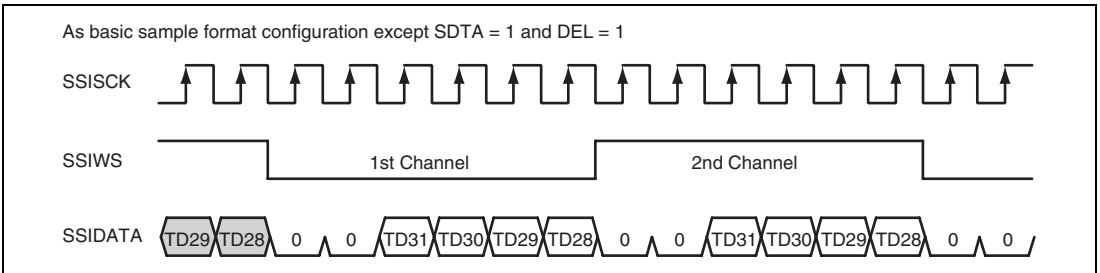 As basic sample format configuration except SDTA = 1 and DEL = 1
SSISCK
SSIWS 1st Channel 2nd Channel
SSIDATA TD29 TD28 0 0 TD31 TD30 TD29 TD28 0 0 TD31 TD30 TD29 TD28 0 0